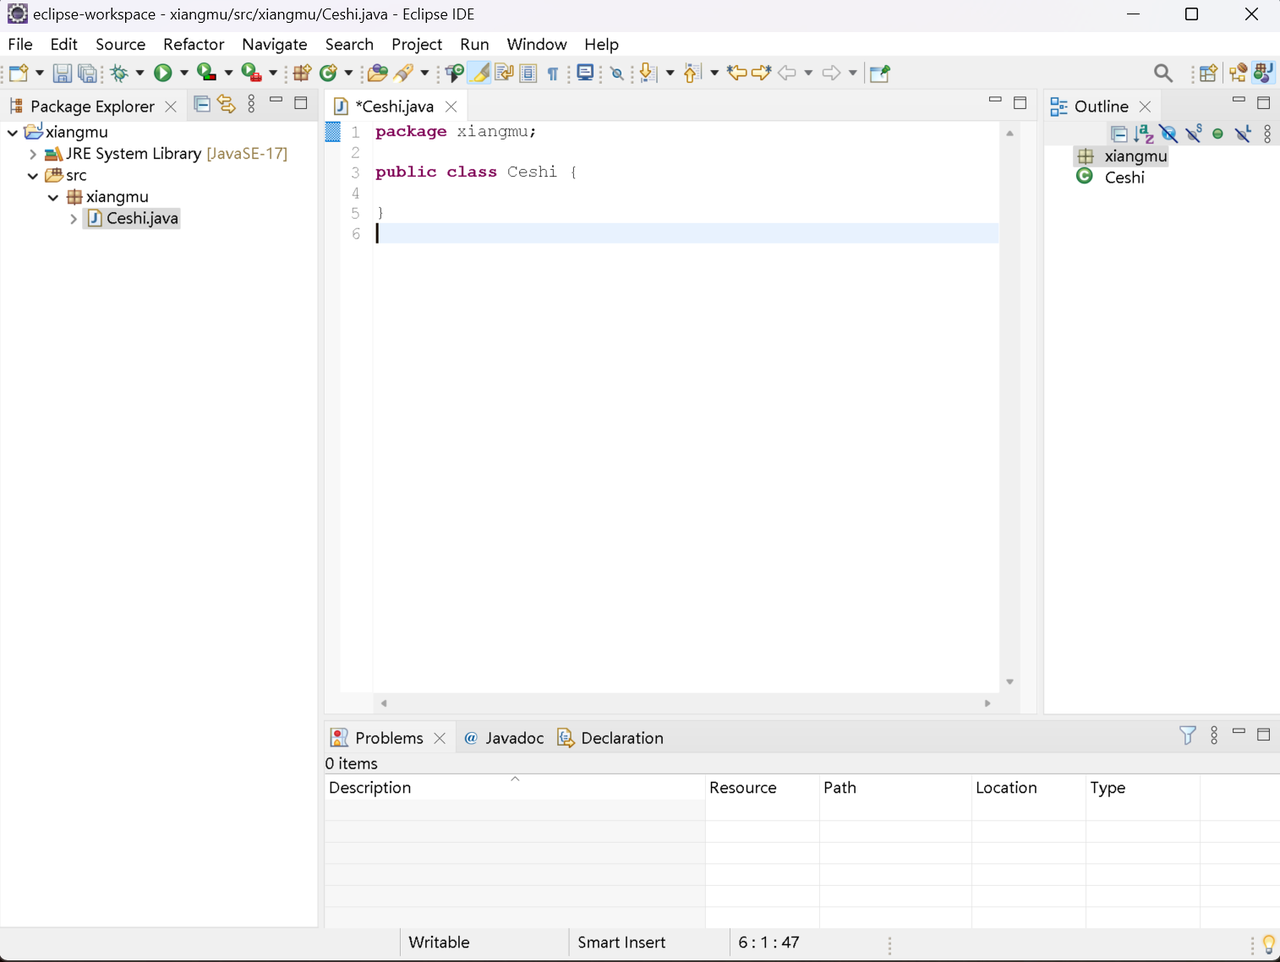 eclipse-workspace - xiangmu/src/xiangmu/Ceshi.java - Eclipse IDE
File Edit Source Refactor Navigate Search Project Run Window Help
Package Explorer
xiangmu
JRE System Library [JavaSE-17]
src
xiangmu
Ceshi.java
*Ceshi.java
1 package xiangmu;
2
3 public class Ceshi {
4
5 }
6
Outline
xiangmu
Ceshi
Problems @ Javadoc Declaration
0 items
Description Resource Path Location Type
Writable Smart Insert 6 : 1 : 47